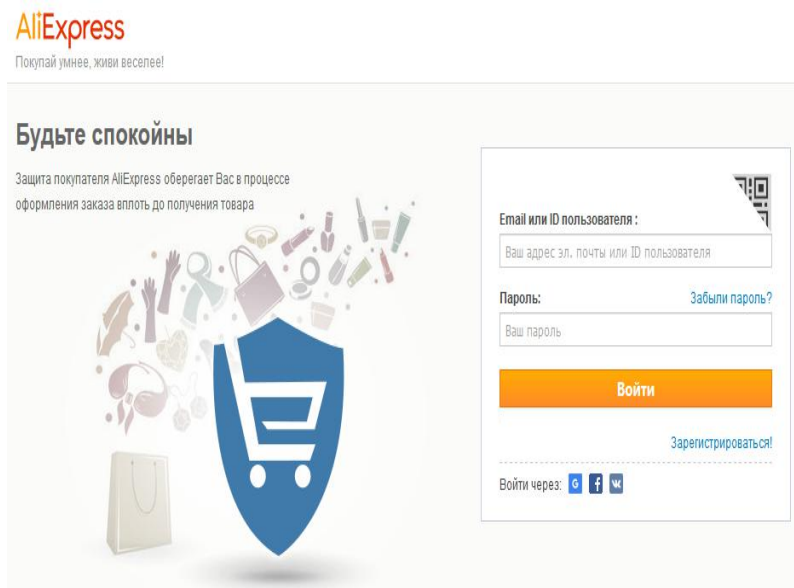 AliExpress
Покупай умнее, живи веселее!
Будьте спокойны
Защита покупателя AliExpress оберегает Вас в процессе
оформления заказа вплоть до получения товара
Email или ID пользователя :
Ваш адрес эл. почты или ID пользователя
Пароль:
Забыли пароль?
Ваш пароль
Войти
Зарегистрироваться!
Войти через: G f